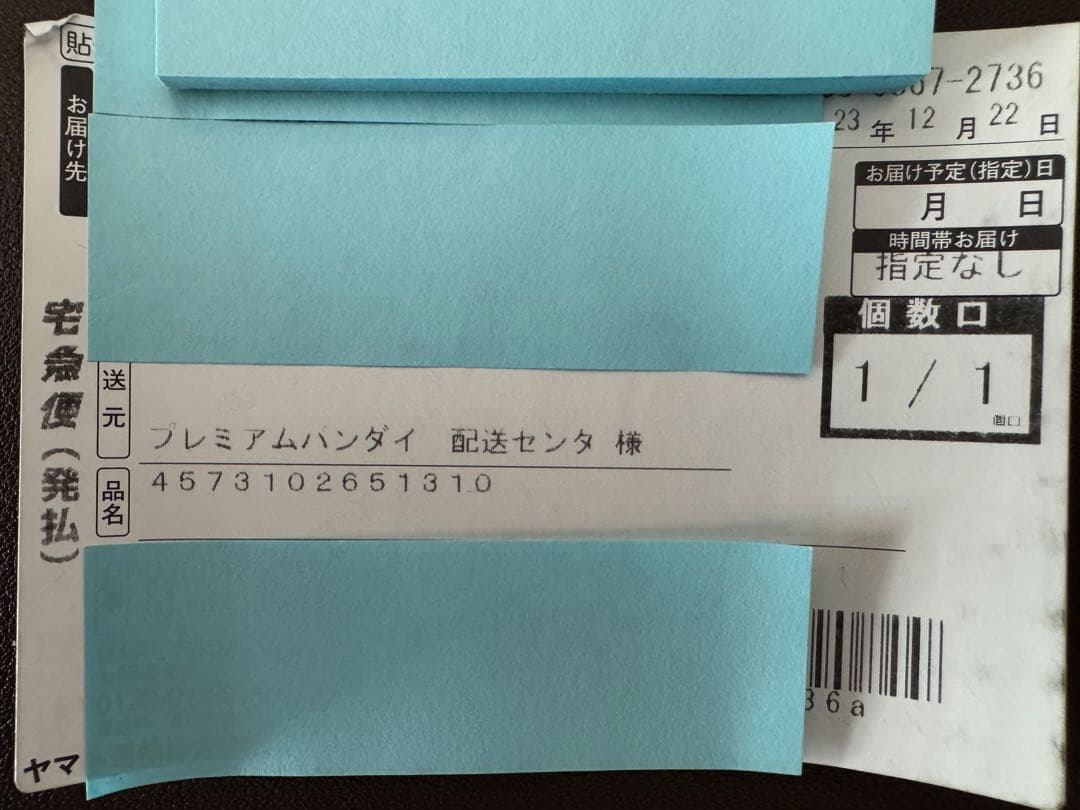 貼
67-2736
23年12月22日
お届け先
お届け予定(指定)日
月 日
時間帯お届け
指定なし
個数口
1/1
個口
宅急便(発払)
送元
プレミアムバンダイ 配送センタ 様
品名
4573102651310
36a
ヤマ